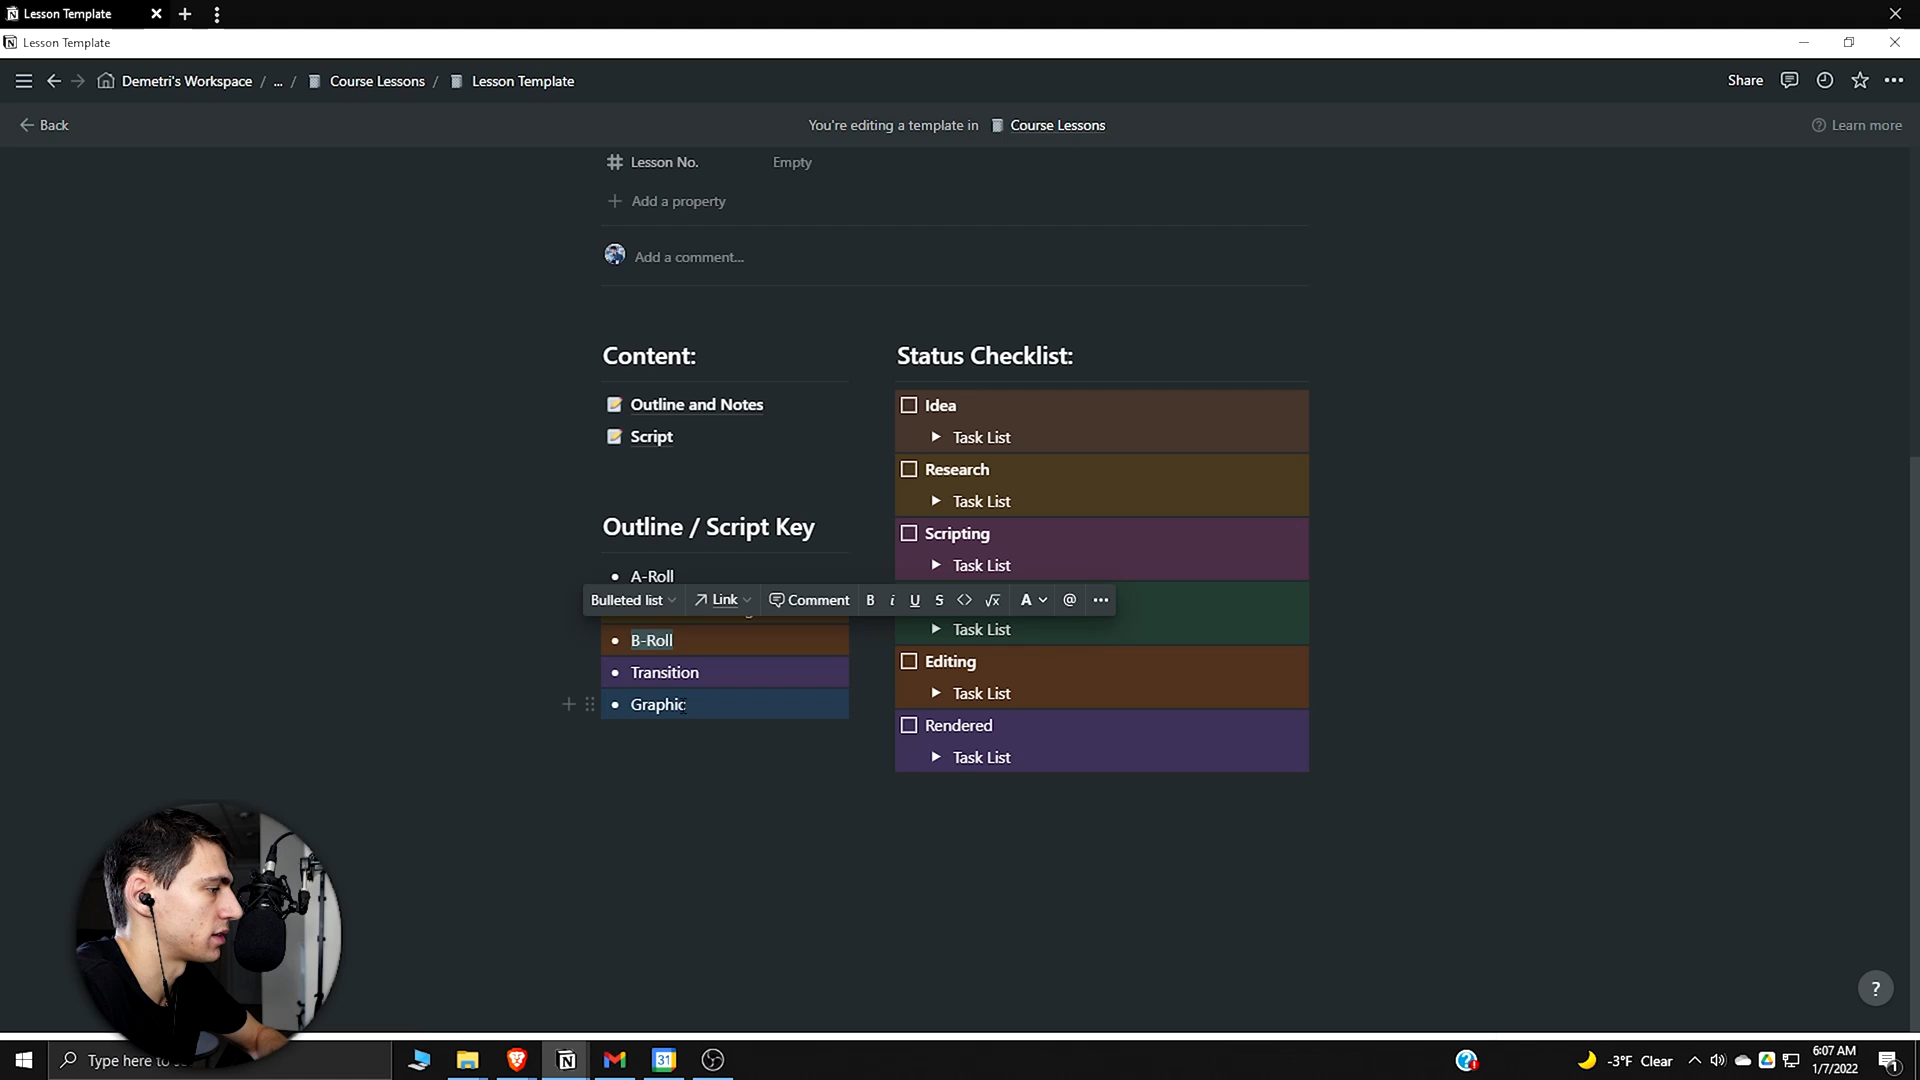 Lesson Template
Lesson Template
Demetri's Workspace / ... / Course Lessons / Lesson Template
Share
Back
You're editing a template in Course Lessons
Learn more
Lesson No. Empty
Add a property
Add a comment...
Content:
Outline and Notes
Script
Outline / Script Key
A-Roll
Bulleted list Link Comment B i U S <> √x A @ •••
B-Roll
Transition
Graphic
Status Checklist:
Idea
Task List
Research
Task List
Scripting
Task List
Task List
Editing
Task List
Rendered
Task List
?
Type here to
31
-3°F Clear
6:07 AM
1/7/2022
1